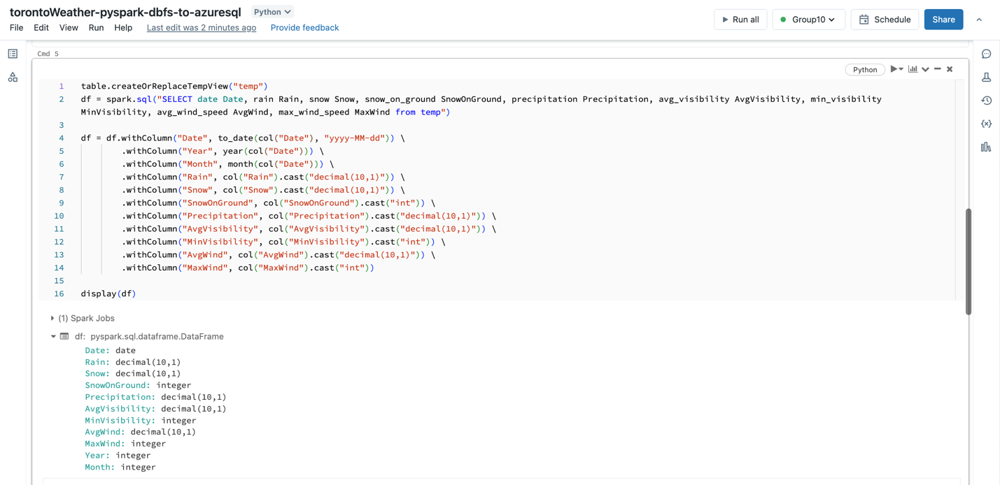 torontoWeather-pyspark-dbfs-to-azuresql Python
File Edit View Run Help Last edit was 2 minutes ago Provide feedback
Run all Group10 Schedule Share
Cmd 5
Python
1 table.createOrReplaceTempView("temp")
2 df = spark.sql("SELECT date Date, rain Rain, snow Snow, snow_on_ground SnowOnGround, precipitation Precipitation, avg_visibility AvgVisibility, min_visibility
MinVisibility, avg_wind_speed AvgWind, max_wind_speed MaxWind from temp")
3
4 df = df.withColumn("Date", to_date(col("Date"), "yyyy-MM-dd")) \
5 .withColumn("Year", year(col("Date"))) \
6 .withColumn("Month", month(col("Date"))) \
7 .withColumn("Rain", col("Rain").cast("decimal(10,1)")) \
8 .withColumn("Snow", col("Snow").cast("decimal(10,1)")) \
9 .withColumn("SnowOnGround", col("SnowOnGround").cast("int")) \
10 .withColumn("Precipitation", col("Precipitation").cast("decimal(10,1)")) \
11 .withColumn("AvgVisibility", col("AvgVisibility").cast("decimal(10,1)")) \
12 .withColumn("MinVisibility", col("MinVisibility").cast("int")) \
13 .withColumn("AvgWind", col("AvgWind").cast("decimal(10,1)")) \
14 .withColumn("MaxWind", col("MaxWind").cast("int"))
15
16 display(df)
(1) Spark Jobs
df: pyspark.sql.dataframe.DataFrame
Date: date
Rain: decimal(10,1)
Snow: decimal(10,1)
SnowOnGround: integer
Precipitation: decimal(10,1)
AvgVisibility: decimal(10,1)
MinVisibility: integer
AvgWind: decimal(10,1)
MaxWind: integer
Year: integer
Month: integer